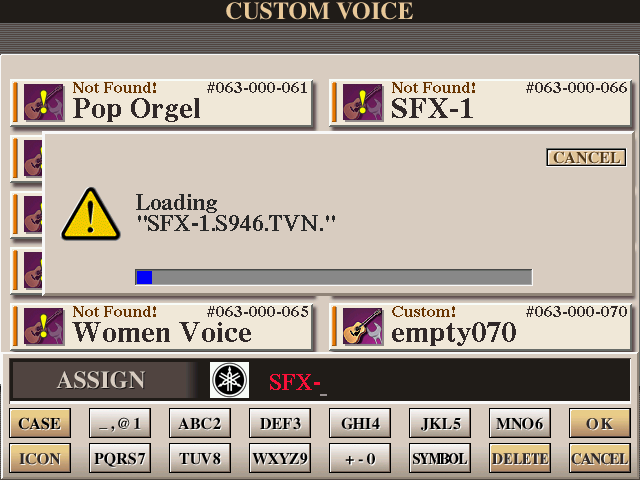 CUSTOM VOICE
Not Found! #063-000-061
Pop Orgel
Not Found! #063-000-066
SFX-1
CANCEL
Loading
"SFX-1.S946.TVN."
Not Found! #063-000-065
Women Voice
Custom! #063-000-070
empty070
ASSIGN SFX-_
CASE _ ,@ 1 ABC2 DEF3 GHI4 JKL5 MNO6 OK
ICON PQRS7 TUV8 WXYZ9 + - 0 SYMBOL DELETE CANCEL